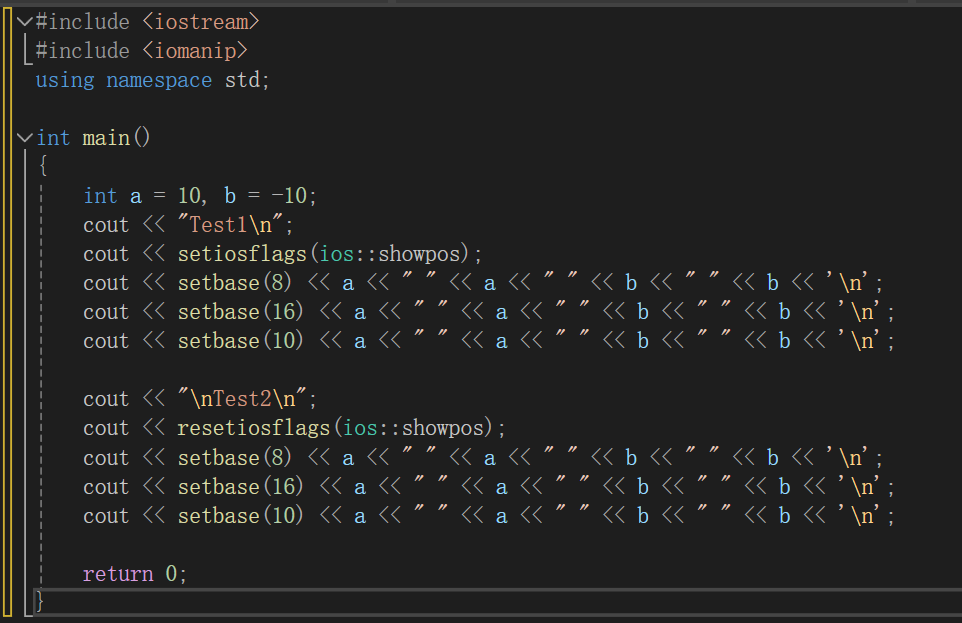 #include <iostream>
#include <iomanip>
using namespace std;
int main()
{
int a = 10, b = -10;
cout << "Test1\n";
cout << setiosflags(ios::showpos);
cout << setbase(8) << a << " " << a << " " << b << " " << b << '\n';
cout << setbase(16) << a << " " << a << " " << b << " " << b << '\n';
cout << setbase(10) << a << " " << a << " " << b << " " << b << '\n';
cout << "\nTest2\n";
cout << resetiosflags(ios::showpos);
cout << setbase(8) << a << " " << a << " " << b << " " << b << '\n';
cout << setbase(16) << a << " " << a << " " << b << " " << b << '\n';
cout << setbase(10) << a << " " << a << " " << b << " " << b << '\n';
return 0;
}